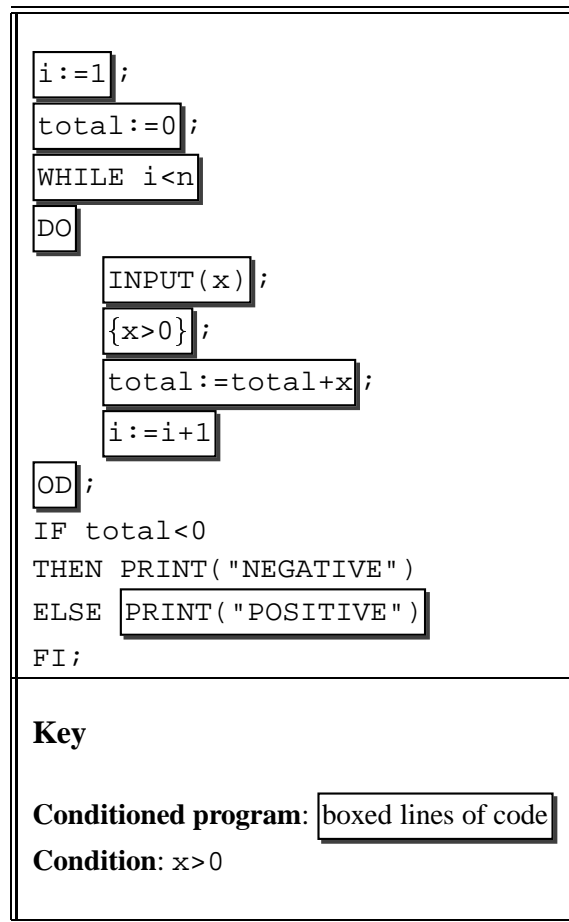 i:=1;
total:=0;
WHILE i<n
DO
INPUT(x);
{x>0};
total:=total+x;
i:=i+1
OD;
IF total<0
THEN PRINT("NEGATIVE")
ELSE PRINT("POSITIVE")
FI;
Key
Conditioned program: boxed lines of code
Condition: x>0